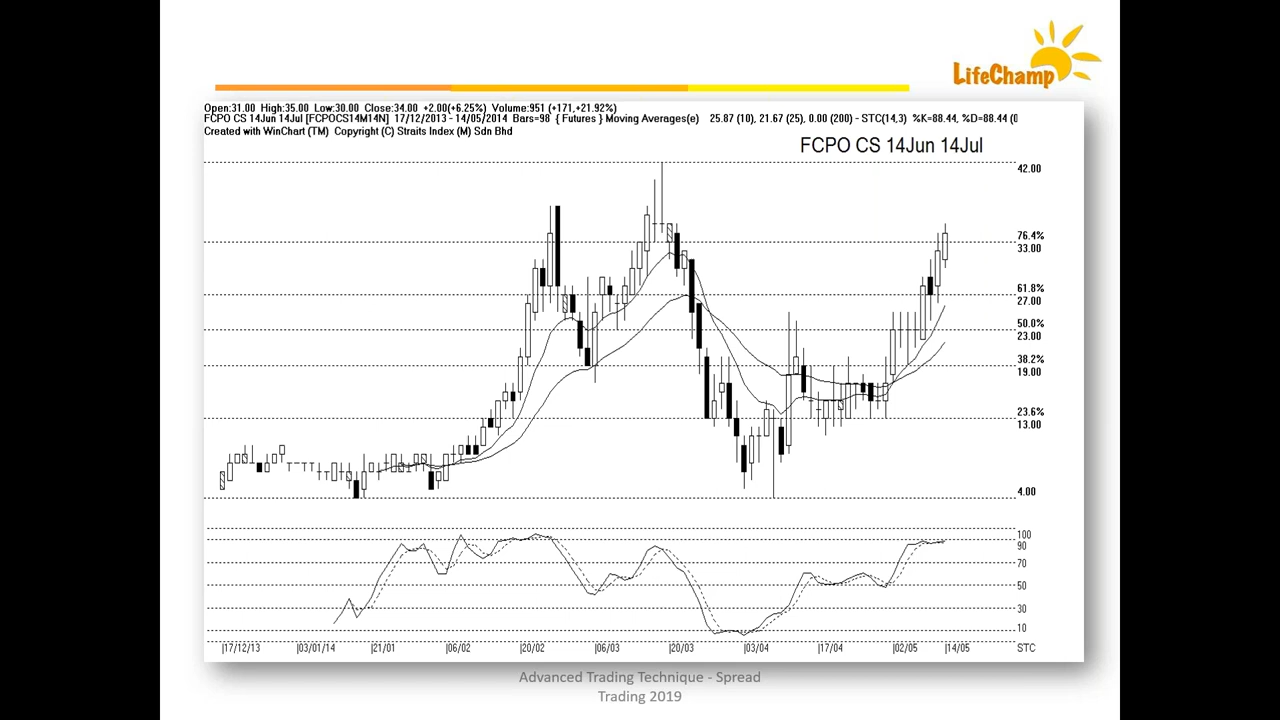 LifeChamp
Open:31.00 High:35.00 Low:30.00 Close:34.00 +2.00(+6.25%) Volume:951 (+171,+21.92%)
FCPO CS 14Jun 14Jul [FCPOCS14M14N] 17/12/2013 - 14/05/2014 Bars=98 { Futures } Moving Averages(e) 25.87 (10), 21.67 (25), 0.00 (200) - STC(14,3) %K=88.44, %D=88.44 (
Created with WinChart (TM) Copyright (C) Straits Index (M) Sdn Bhd
FCPO CS 14Jun 14Jul
42.00
76.4%
33.00
61.8%
27.00
50.0%
23.00
38.2%
19.00
23.6%
13.00
4.00
100
90
70
50
30
10
|17/12/13 |03/01/14 |21/01 |06/02 |20/02 |06/03 |20/03 |03/04 |17/04 |02/05 |14/05 STC
Advanced Trading Technique - Spread
Trading 2019